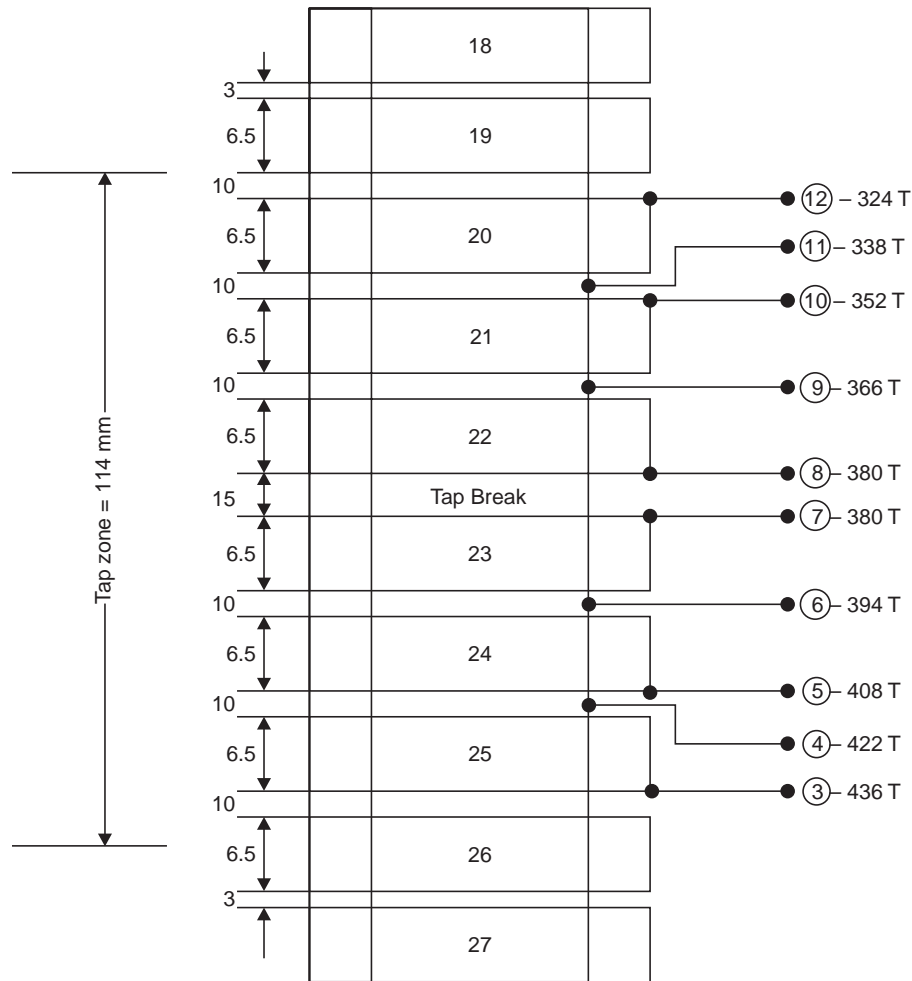 18
3
6.5
19
10
12 – 324 T
6.5
20
11 – 338 T
10
10 – 352 T
6.5
21
10
9 – 366 T
6.5
22
8 – 380 T
15
Tap Break
7 – 380 T
Tap zone = 114 mm
6.5
23
10
6 – 394 T
6.5
24
5 – 408 T
10
4 – 422 T
6.5
25
3 – 436 T
10
6.5
26
3
27